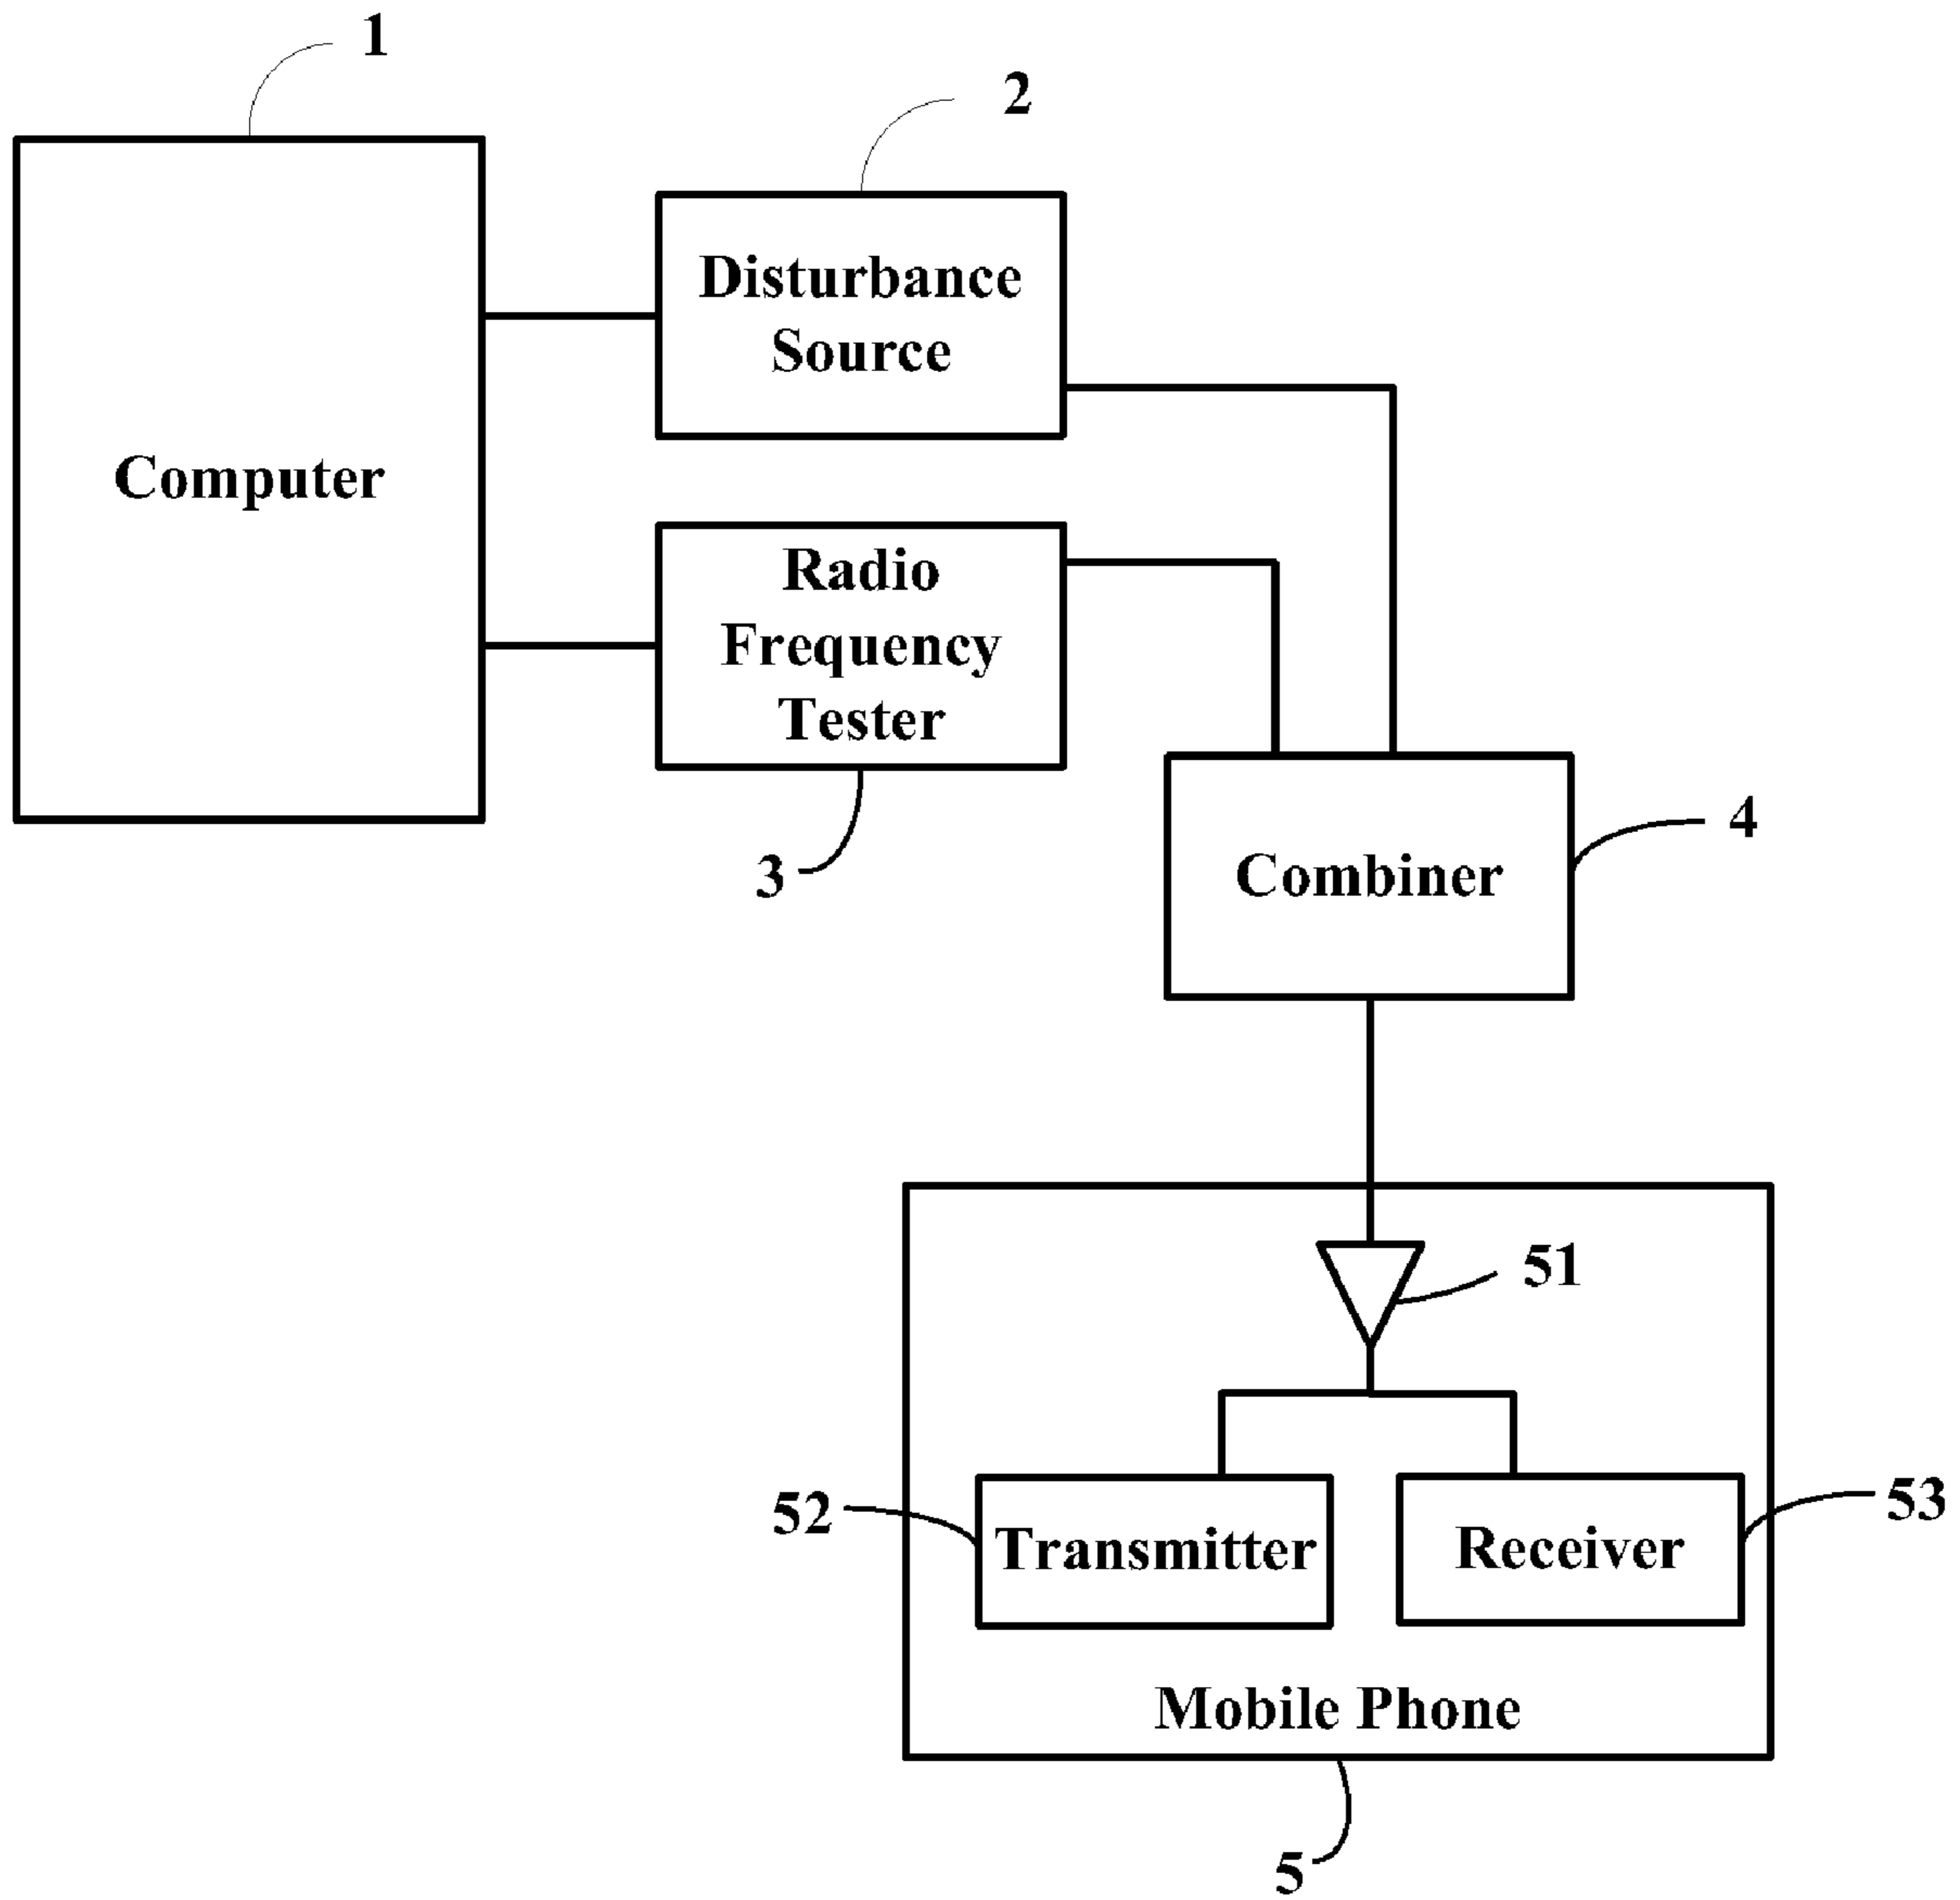 1
2
Disturbance
Source
Computer
Radio
Frequency
Tester
3
4
Combiner
51
52
Transmitter
53
Receiver
Mobile Phone
5